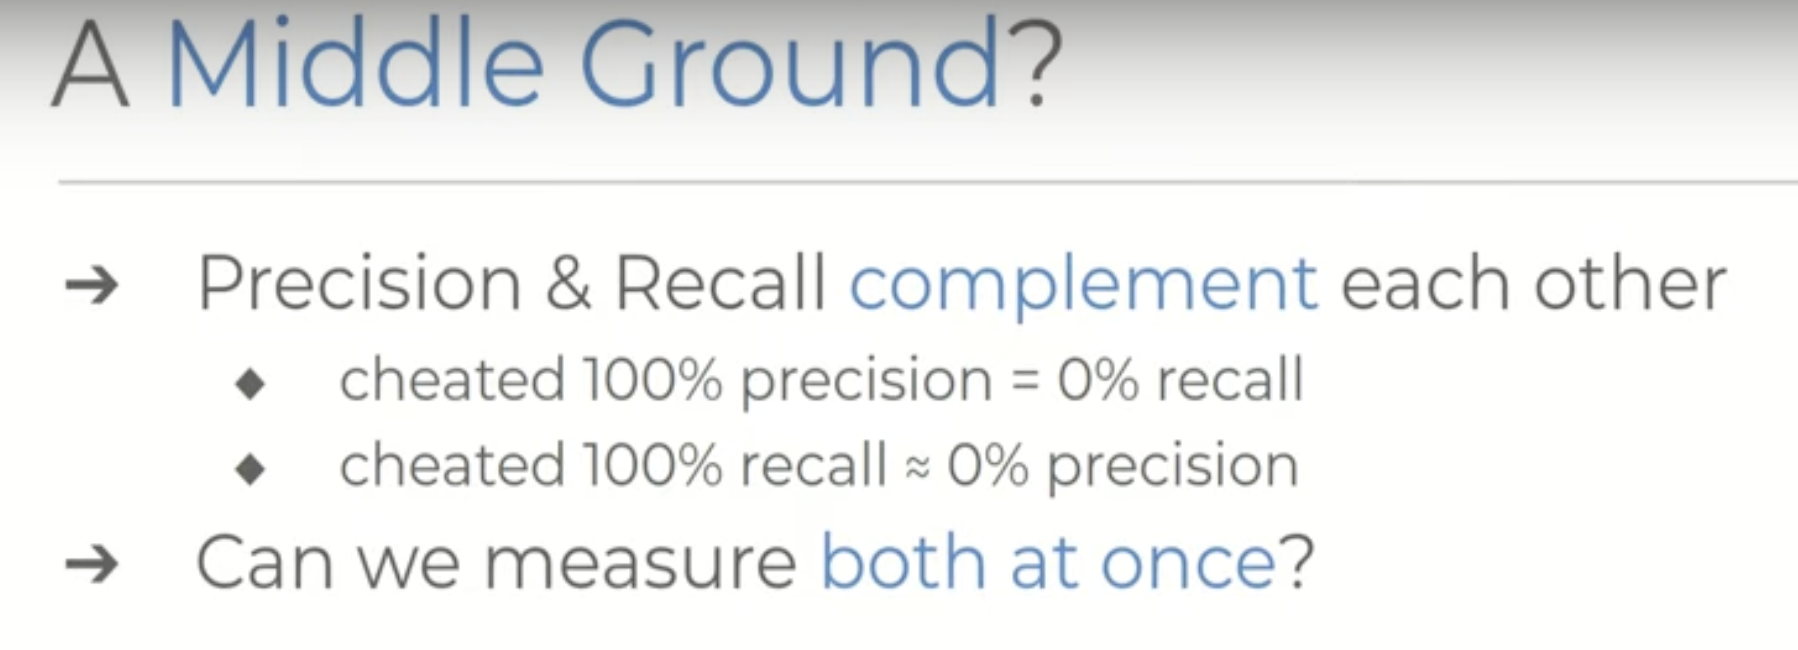 A Middle Ground?
→ Precision & Recall complement each other
◆ cheated 100% precision = 0% recall
◆ cheated 100% recall ≈ 0% precision
→ Can we measure both at once?